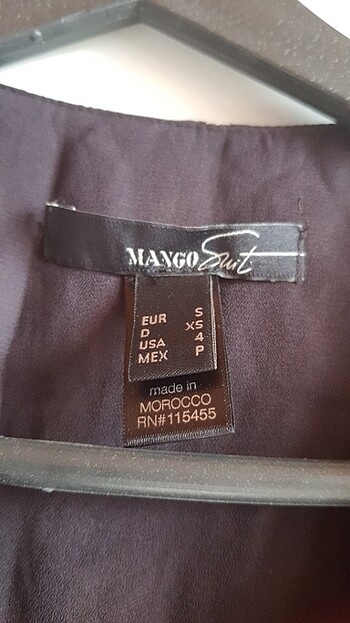 MANGO Suit
EUR S
D XS
USA 4
MEX P
made in
MOROCCO
RN#115455